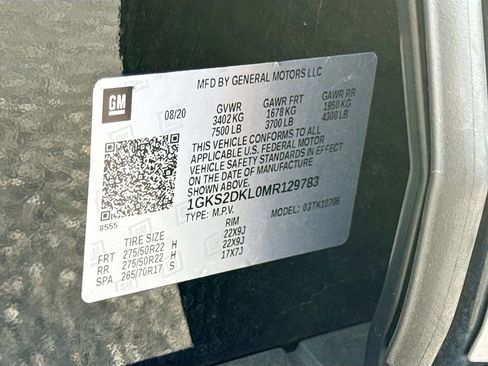 MFD BY GENERAL MOTORS LLC
GM
08/20 GVWR GAWR FRT GAWR RR
3402 KG 1678 KG 1950 KG
7500 LB 3700 LB 4300 LB
THIS VEHICLE CONFORMS TO ALL
APPLICABLE U.S. FEDERAL MOTOR
VEHICLE SAFETY STANDARDS IN EFFECT
ON THE DATE OF MANUFACTURE
SHOWN ABOVE.
1GKS2DKL0MR129783
8555 TYPE: M.P.V. MODEL: 03TK10706
TIRE SIZE RIM
FRT 275/50R22 H 22X9J
RR 275/50R22 H 22X9J
SPA 265/70R17 S 17X7J